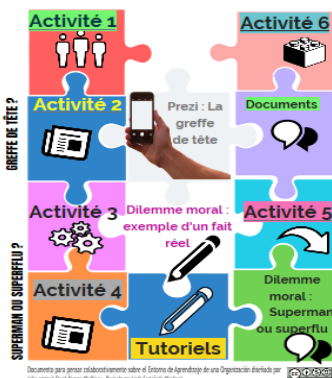 Activité 1
Activité 6
GREFFE DE TÊTE ?
Activité 2
Prezi : La
greffe
de tête
Documents
Activité 3
Dilemme moral :
exemple d'un fait
réel
Activité 5
SUPERMAN OU SUPERFFLU ?
Activité 4
Tutoriels
Dilemme
moral :
Superman
ou superflu
Documento para pensar colaborativamente sobre el Entorno de Aprendizaje de una Organización diseñado por